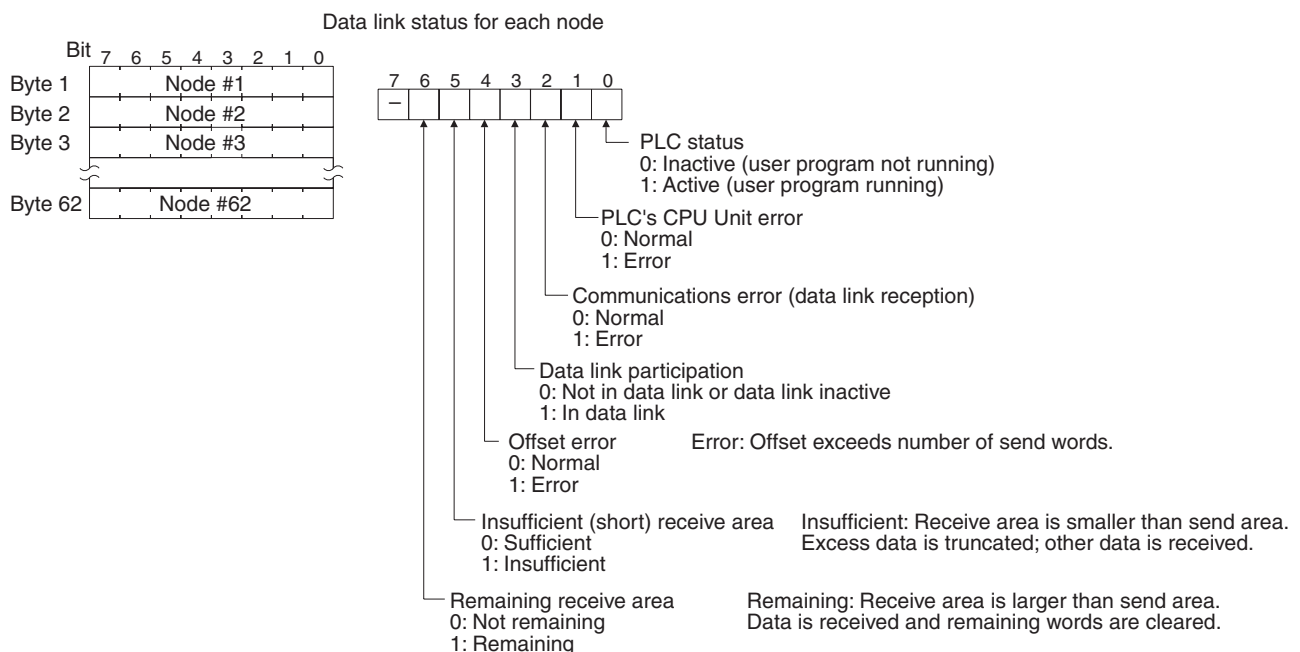 Data link status for each node
Bit 7 6 5 4 3 2 1 0
Byte 1 Node #1
Byte 2 Node #2
Byte 3 Node #3
Byte 62 Node #62
7 6 5 4 3 2 1 0
–
PLC status
0: Inactive (user program not running)
1: Active (user program running)
PLC's CPU Unit error
0: Normal
1: Error
Communications error (data link reception)
0: Normal
1: Error
Data link participation
0: Not in data link or data link inactive
1: In data link
Offset error Error: Offset exceeds number of send words.
0: Normal
1: Error
Insufficient (short) receive area Insufficient: Receive area is smaller than send area.
0: Sufficient Excess data is truncated; other data is received.
1: Insufficient
Remaining receive area Remaining: Receive area is larger than send area.
0: Not remaining Data is received and remaining words are cleared.
1: Remaining